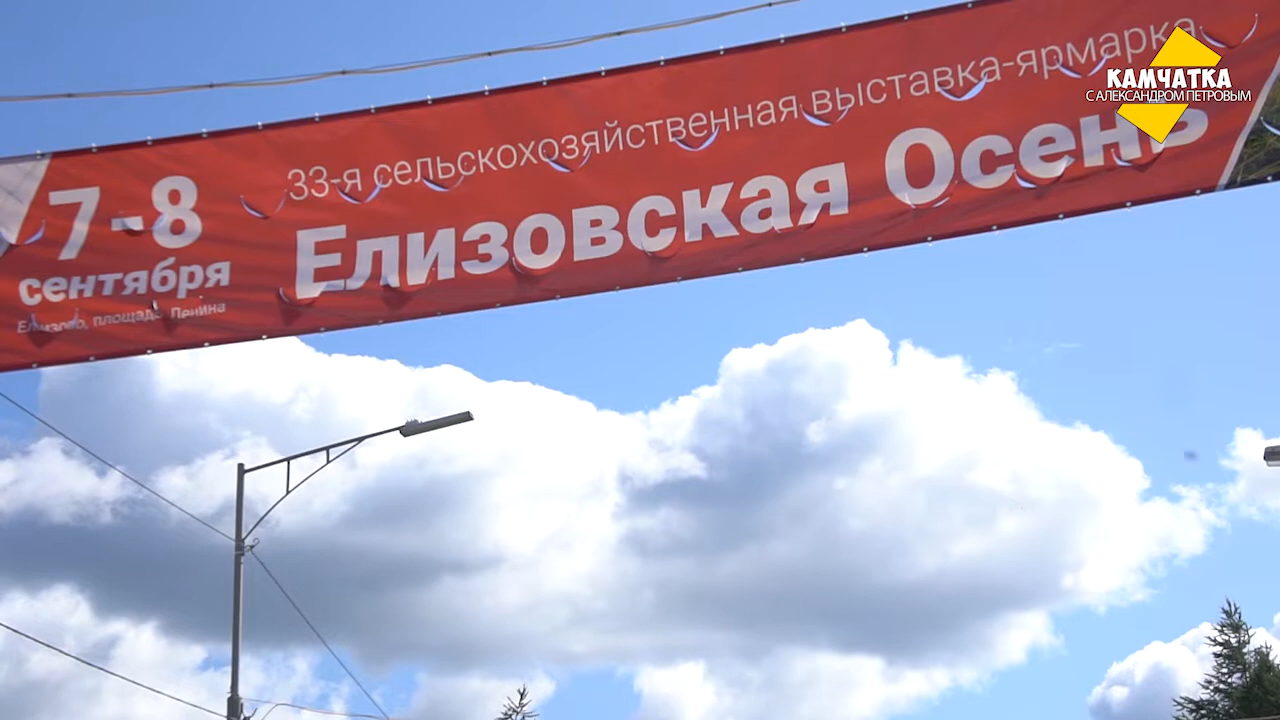 33-я сельскохозяйственная выставка-ярмарка
Елизовская Осень
7-8
сентября
Елизово, площадь Ленина
КАМЧАТКА
С АЛЕКСАНДРОМ ПЕТРОВЫМ